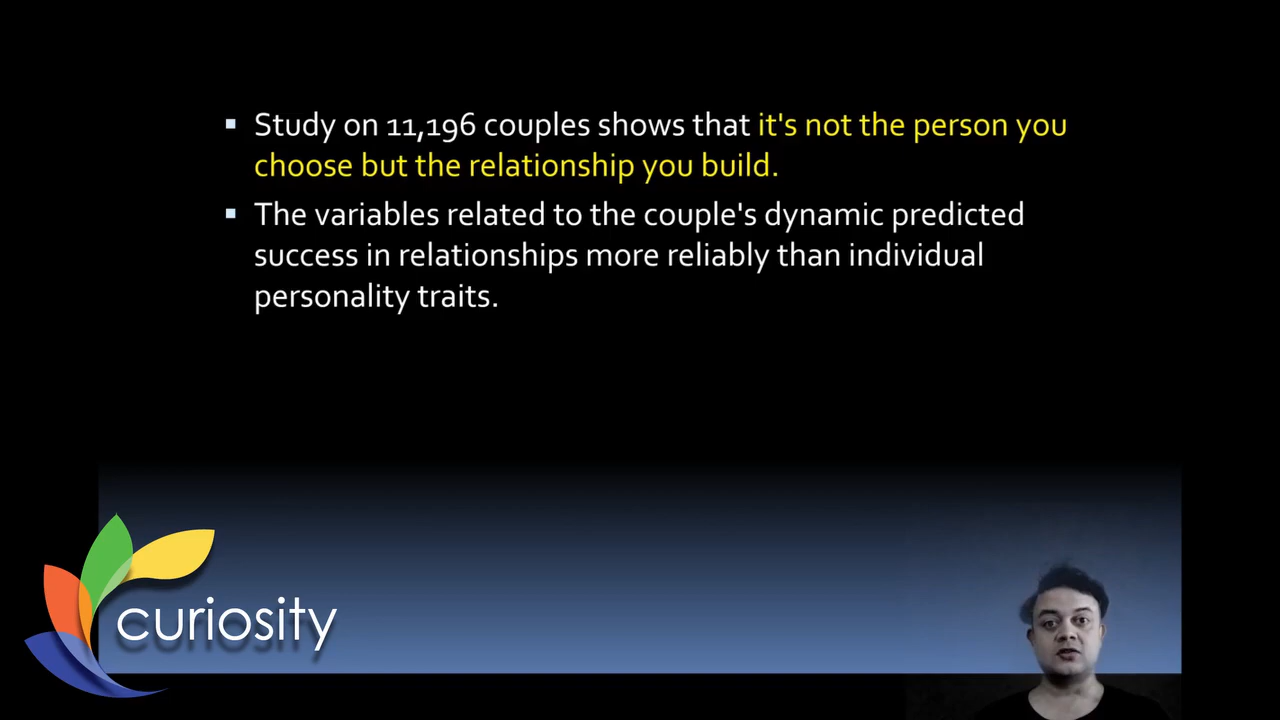 ▪ Study on 11,196 couples shows that it's not the person you
choose but the relationship you build.
▪ The variables related to the couple's dynamic predicted
success in relationships more reliably than individual
personality traits.
curiosity